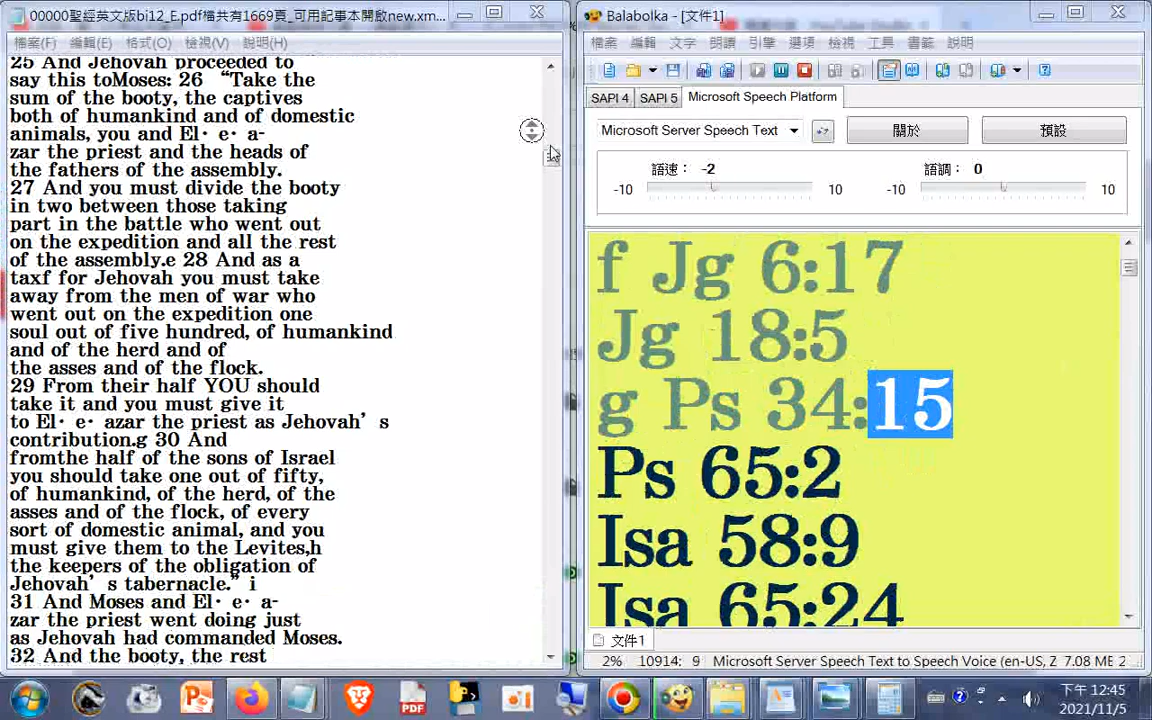 00000聖經英文版bi12_E.pdf檔共有1669頁_可用記事本開啟new.xm...
檔案(F) 編輯(E) 格式(O) 檢視(V) 說明(H)
25 And Jehovah proceeded to
say this toMoses: 26 “Take the
sum of the booty, the captives
both of humankind and of domestic
animals, you and El·e·a-
zar the priest and the heads of
the fathers of the assembly.
27 And you must divide the booty
in two between those taking
part in the battle who went out
on the expedition and all the rest
of the assembly.e 28 And as a
taxf for Jehovah you must take
away from the men of war who
went out on the expedition one
soul out of five hundred, of humankind
and of the herd and of
the asses and of the flock.
29 From their half YOU should
take it and you must give it
to El·e·azar the priest as Jehovah’s
contribution.g 30 And
fromthe half of the sons of Israel
you should take one out of fifty,
of humankind, of the herd, of the
asses and of the flock, of every
sort of domestic animal, and you
must give them to the Levites,h
the keepers of the obligation of
Jehovah’s tabernacle.” i
31 And Moses and El·e·a-
zar the priest went doing just
as Jehovah had commanded Moses.
32 And the booty, the rest
Balabolka - [文件1]
檔案 編輯 文字 朗讀 引擎 選項 檢視 工具 書籤 說明
SAPI 4 SAPI 5 Microsoft Speech Platform
Microsoft Server Speech Text 關於 預設
語速： -2 語調： 0
-10 10 -10 10
f Jg 6:17
Jg 18:5
g Ps 34:15
Ps 65:2
Isa 58:9
Isa 65:24
文件1
2% 10914: 9 Microsoft Server Speech Text to Speech Voice (en-US, Z 7.08 ME 2
下午 12:45
2021/11/5